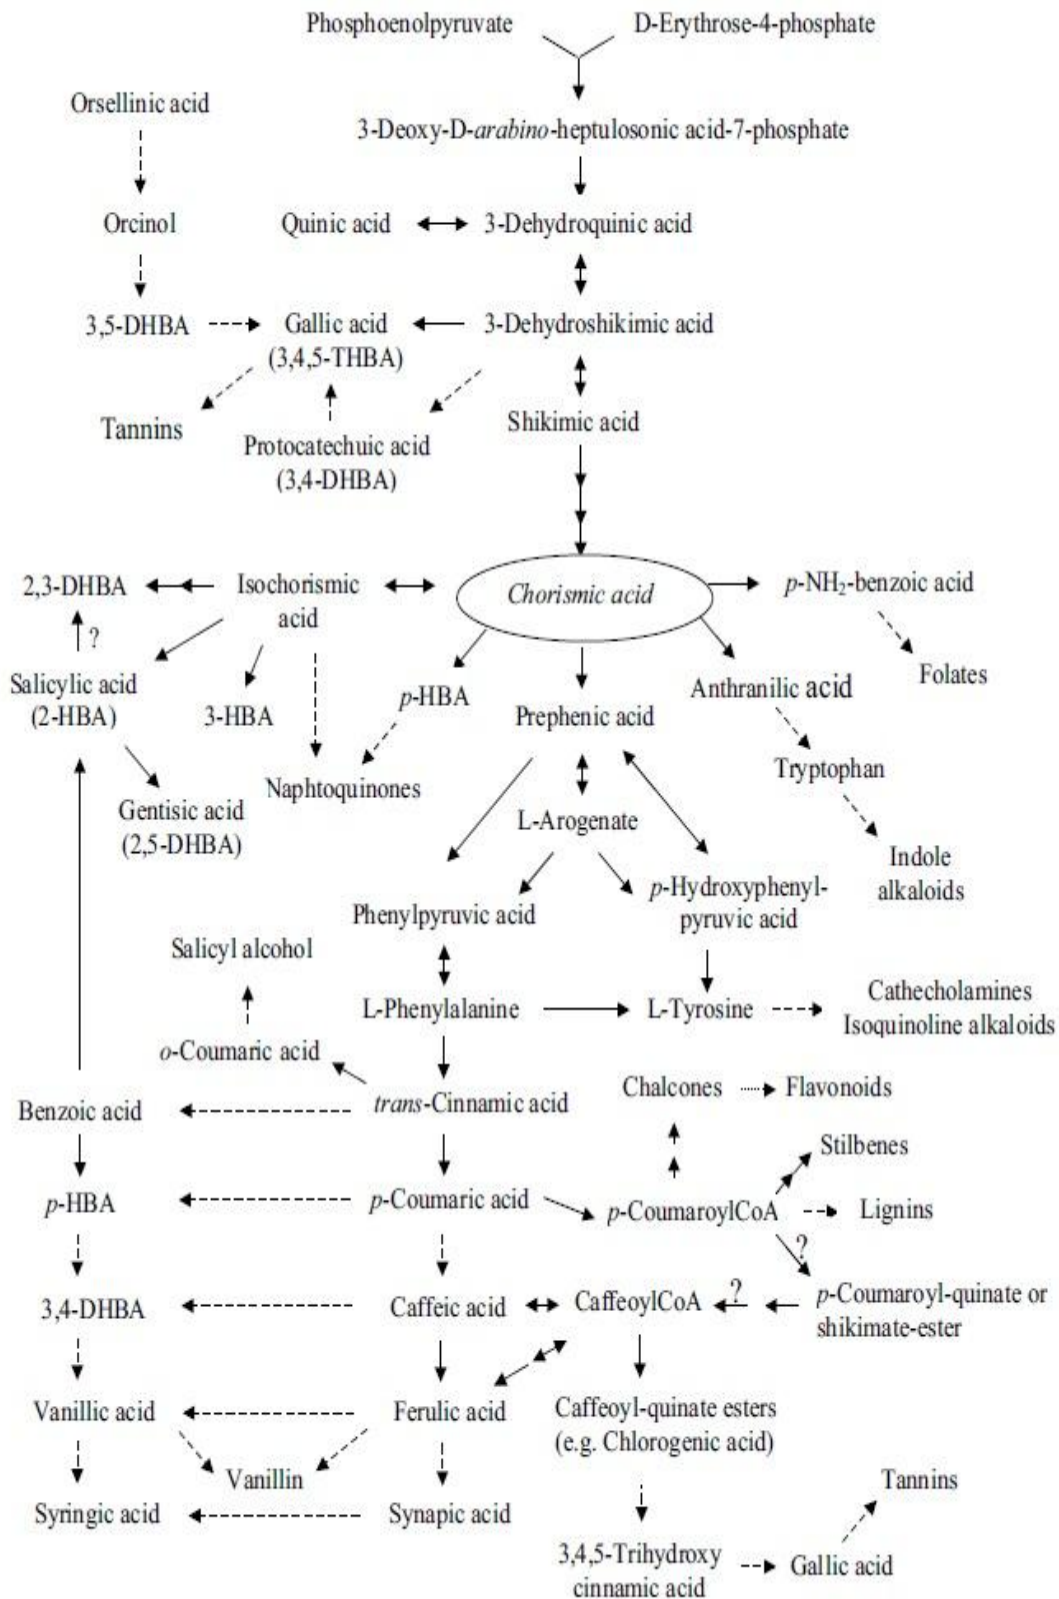 Phosphoenolpyruvate
D-Erythrose-4-phosphate
Orsellinic acid
3-Deoxy-D-arabino-heptulosonic acid-7-phosphate
Orcinol
Quinic acid
3-Dehydroquinic acid
3,5-DHBA
Gallic acid
(3,4,5-THBA)
3-Dehydroshikimic acid
Tannins
Protocatechuic acid
(3,4-DHBA)
Shikimic acid
2,3-DHBA
Isochorismic
acid
Chorismic acid
p-NH₂-benzoic acid
?
Salicylic acid
(2-HBA)
3-HBA
p-HBA
Prephenic acid
Anthranilic acid
Folates
Naphtoquinones
Tryptophan
Gentisic acid
(2,5-DHBA)
L-Arogenate
Indole
alkaloids
Phenylpyruvic acid
p-Hydroxyphenyl-
pyruvic acid
Salicyl alcohol
L-Phenylalanine
L-Tyrosine
Cathecholamines
Isoquinoline alkaloids
o-Coumaric acid
Chalcones
Flavonoids
Benzoic acid
trans-Cinnamic acid
Stilbenes
p-HBA
p-Coumaric acid
p-CoumaroylCoA
Lignins
?
3,4-DHBA
Caffeic acid
CaffeoylCoA
?
p-Coumaroyl-quinate or
shikimate-ester
Vanillic acid
Ferulic acid
Caffeoyl-quinate esters
(e.g. Chlorogenic acid)
Vanillin
Syringic acid
Synapic acid
Tannins
3,4,5-Trihydroxy
cinnamic acid
Gallic acid